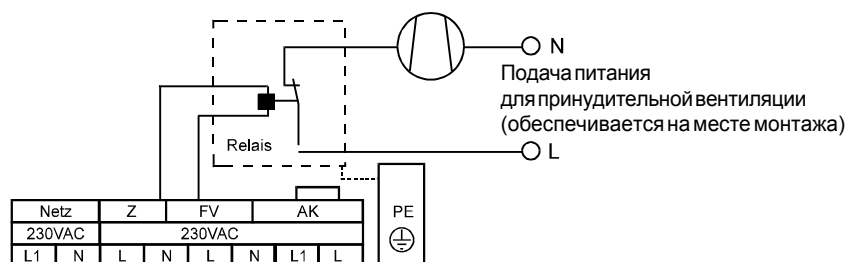 N
Подача питания
для принудительной вентиляции
(обеспечивается на месте монтажа)
Relais
L
Netz Z FV AK PE
230VAC 230VAC
L1 N L N L N L1 L